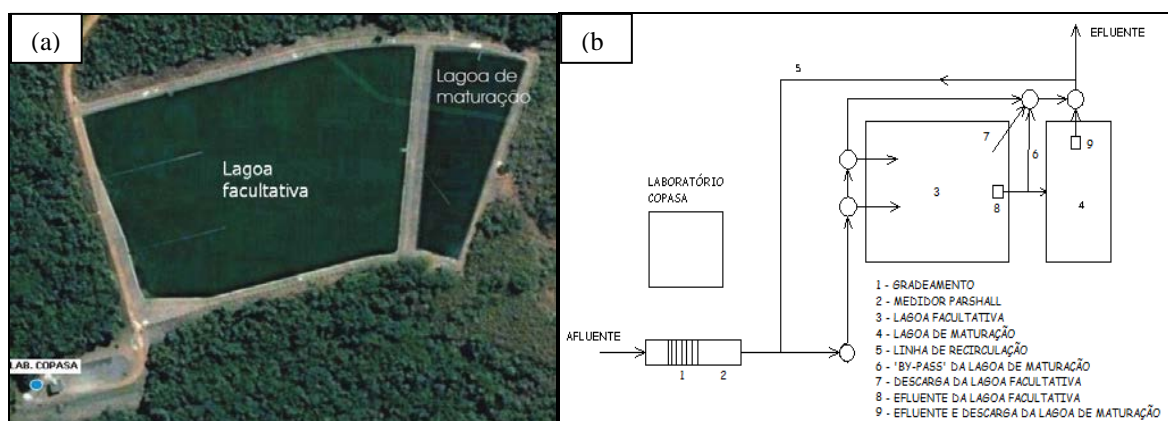 (a)
Lagoa de
maturação
Lagoa
facultativa
LAB. COPASA
(b)
EFLUENTE
5
7
6
9
LABORATÓRIO
COPASA
3
8
4
AFLUENTE
1
2
1 - GRADEAMENTO
2 - MEDIDOR PARSHALL
3 - LAGOA FACULTATIVA
4 - LAGOA DE MATURAÇÃO
5 - LINHA DE RECIRCULAÇÃO
6 - 'BY-PASS' DA LAGOA DE MATURAÇÃO
7 - DESCARGA DA LAGOA FACULTATIVA
8 - EFLUENTE DA LAGOA FACULTATIVA
9 - EFLUENTE E DESCARGA DA LAGOA DE MATURAÇÃO